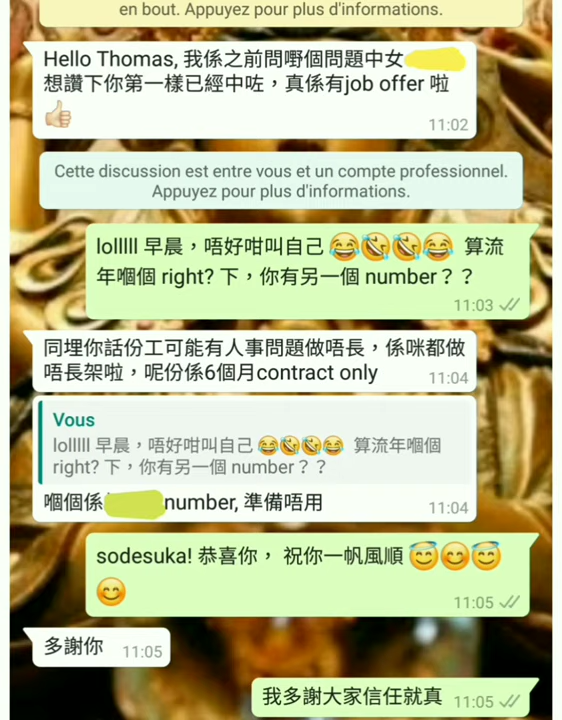 en bout. Appuyez pour plus d'informations.
Hello Thomas, 我係之前問嘢個問題中女
想讚下你第一樣已經中咗，真係有job offer 啦
👍🏻
11:02
Cette discussion est entre vous et un compte professionnel.
Appuyez pour plus d'informations.
lolllll 早晨，唔好咁叫自己 😂🤣🤣😂 算流
年嗰個 right? 下，你有另一個 number？？
11:03
同埋你話份工可能有人事問題做唔長，係咪都做
唔長架啦，呢份係6個月contract only
11:04
Vous
lolllll 早晨，唔好咁叫自己 😂🤣🤣😂 算流年嗰個
right? 下，你有另一個 number？？
嗰個係 number, 準備唔用
11:04
sodesuka! 恭喜你， 祝你一帆風順 😇😊😇
😊
11:05
多謝你 11:05
我多謝大家信任就真 11:05